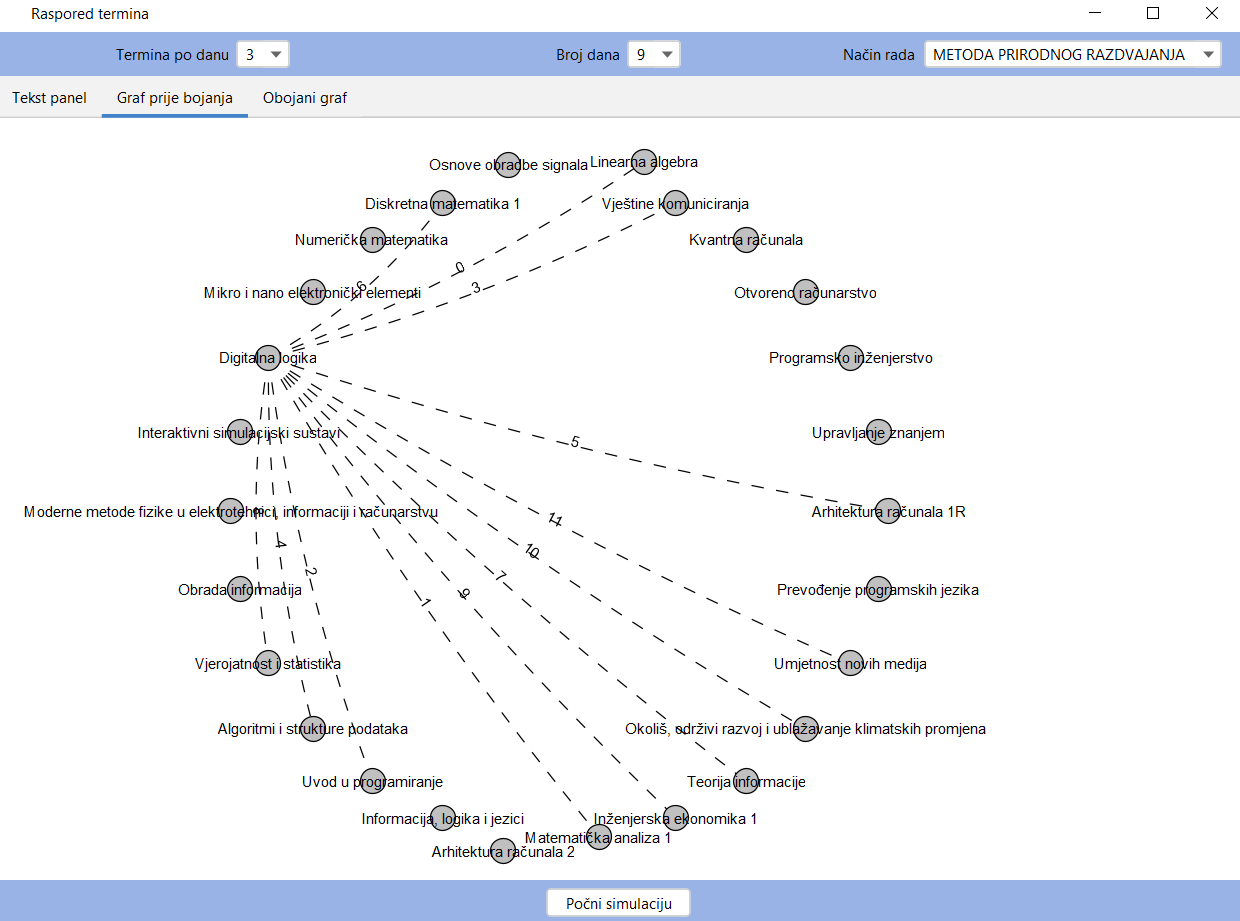 Raspored termina
Termina po danu 3
Broj dana 9
Način rada METODA PRIRODNOG RAZDVAJANJA
Tekst panel
Graf prije bojanja
Obojani graf
Osnove obradbe signala
Linearna algebra
Diskretna matematika 1
Vještine komuniciranja
Numerička matematika
Kvantna računala
0
6
3
Mikro i nano elektronički elementi
Otvoreno računarstvo
Digitalna logika
Programsko inženjerstvo
Interaktivni simulacijski sustavi
Upravljanje znanjem
5
Moderne metode fizike u elektrotehnici, informaciji i računarstvu
Arhitektura računala 1R
8
11
4
10
2
7
Obrada informacija
Prevođenje programskih jezika
9
1
Vjerojatnost i statistika
Umjetnost novih medija
Algoritmi i strukture podataka
Okoliš, održivi razvoj i ublažavanje klimatskih promjena
Uvod u programiranje
Teorija informacije
Informacija, logika i jezici
Inženjerska ekonomika 1
Matematička analiza 1
Arhitektura računala 2
Počni simulaciju